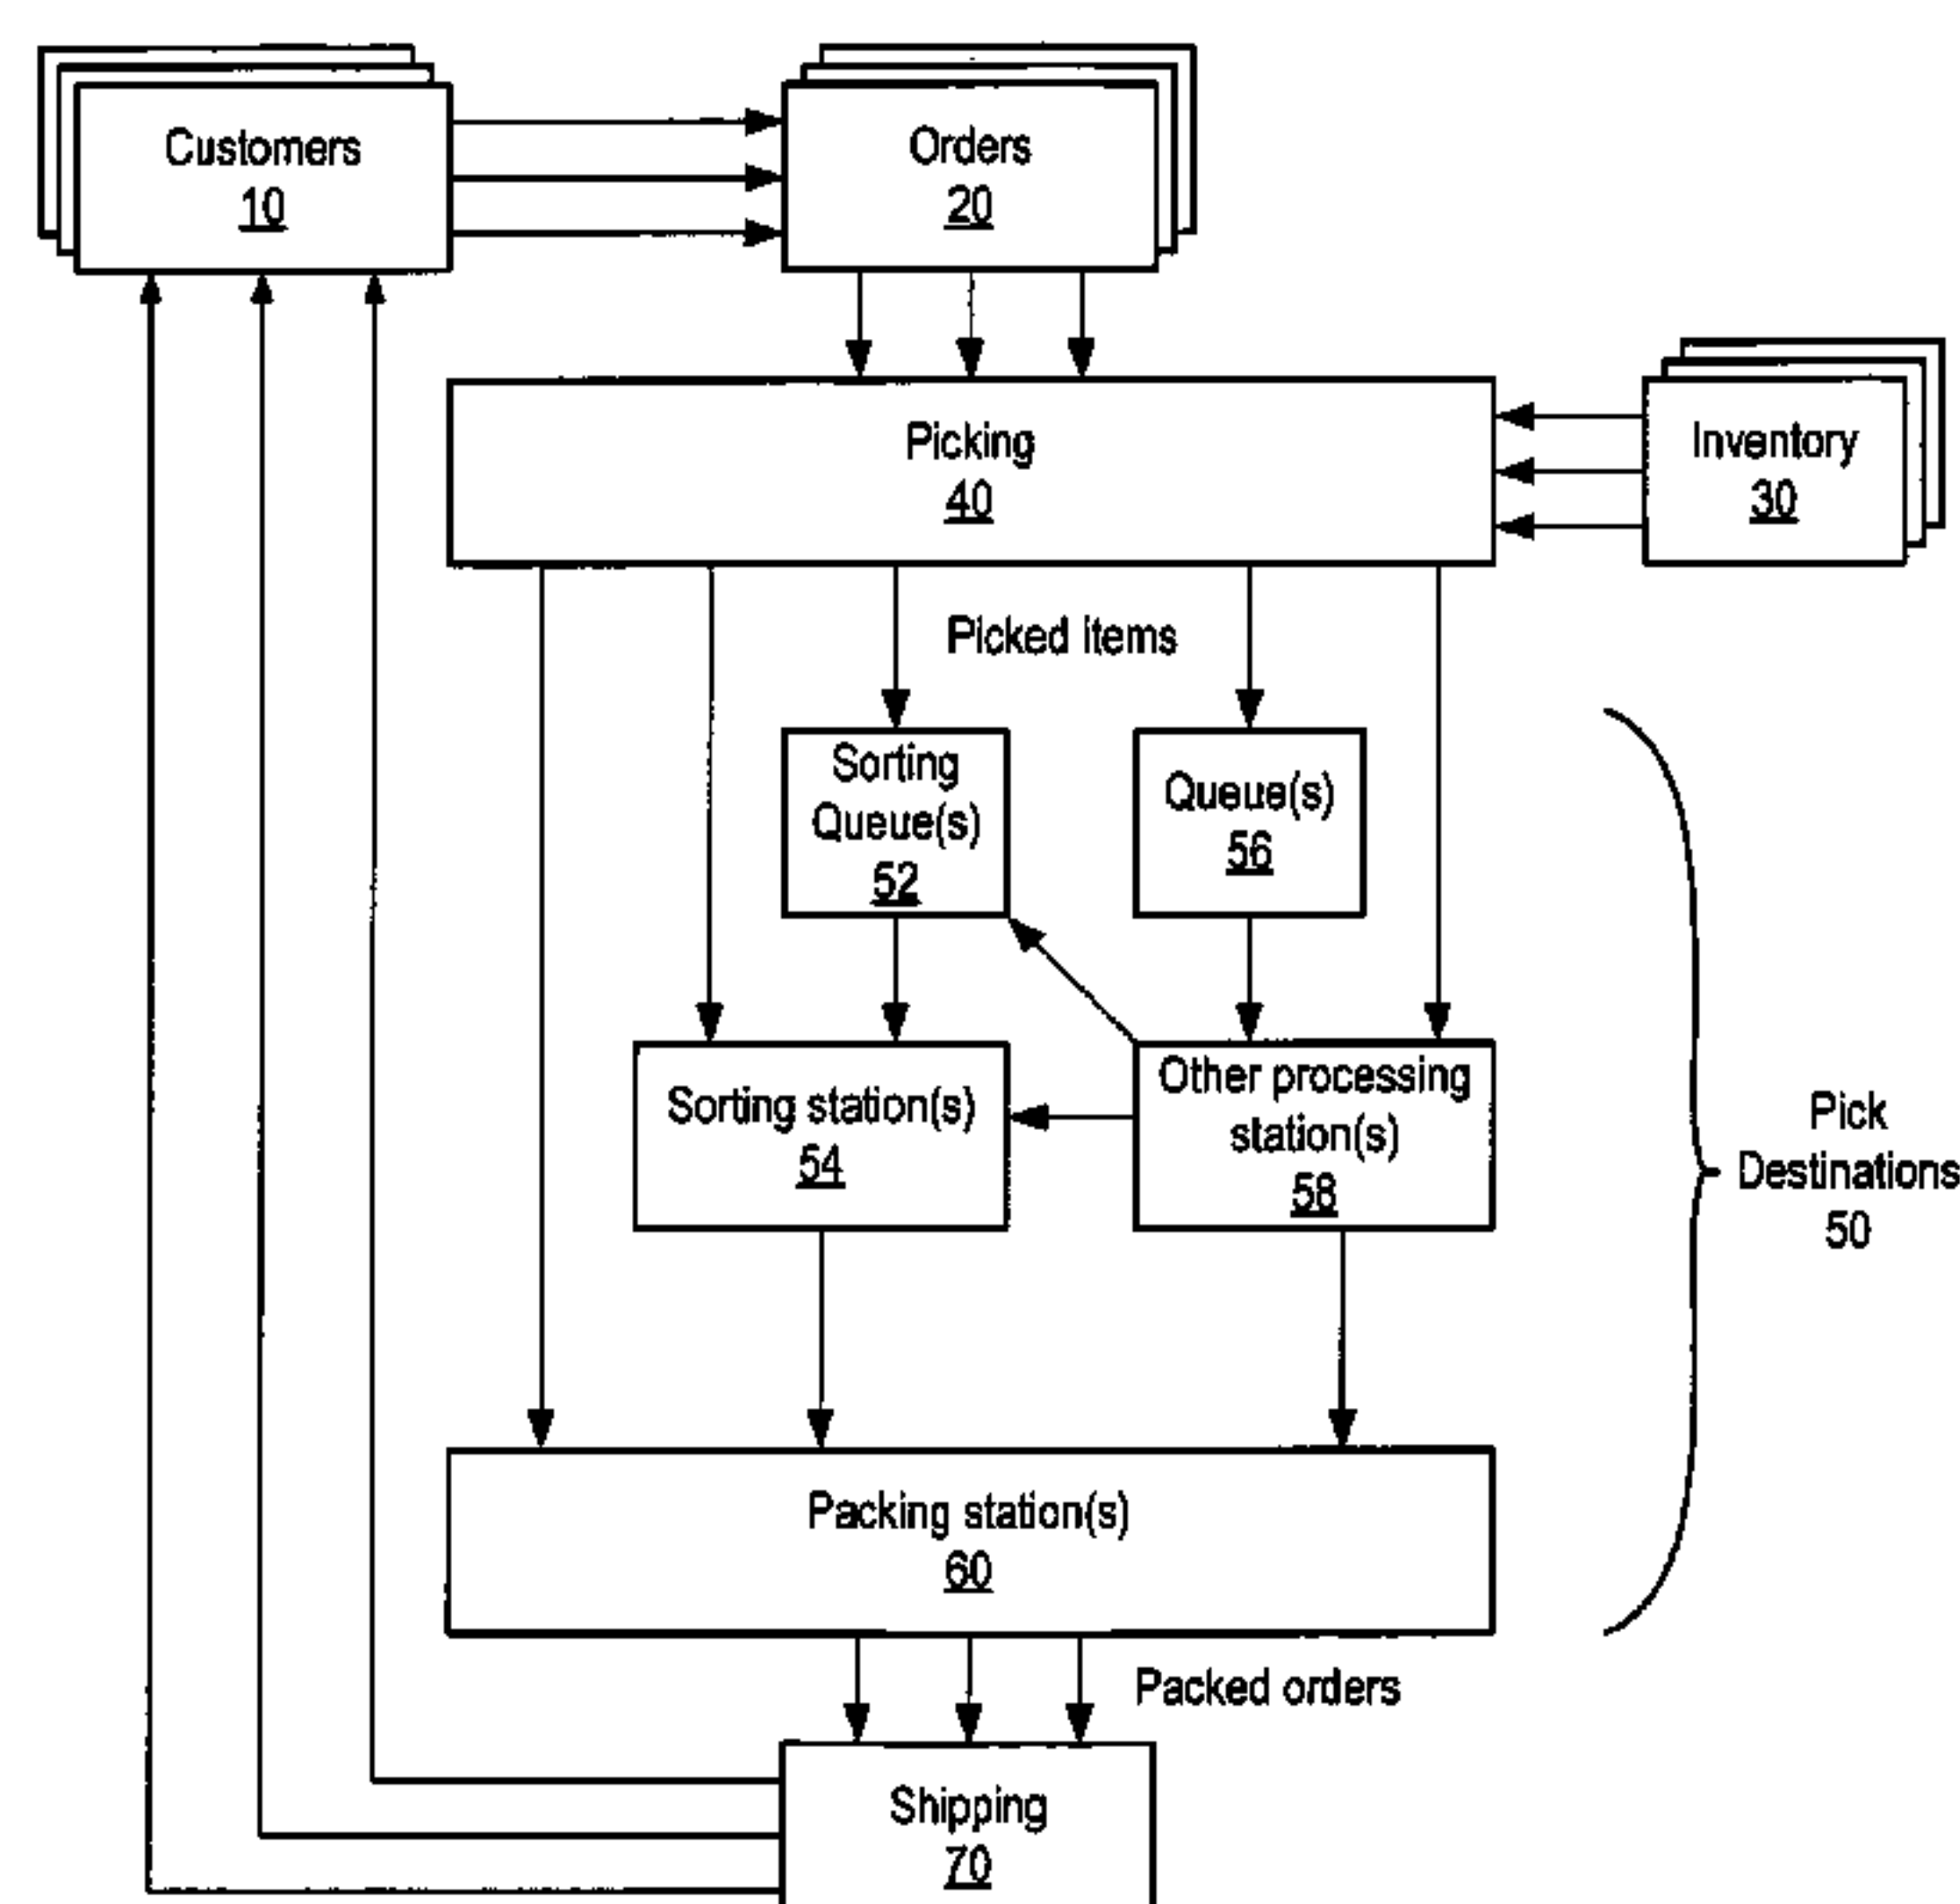 Customers
10
Orders
20
Picking
40
Inventory
30
Picked items
Sorting
Queue(s)
52
Queue(s)
56
Sorting station(s)
54
Other processing
station(s)
58
Pick
Destinations
50
Packing station(s)
60
Packed orders
Shipping
70